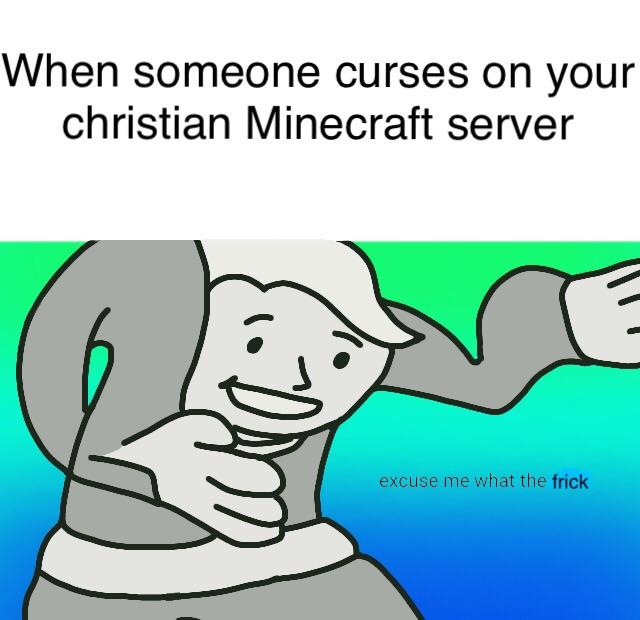 When someone curses on your
christian Minecraft server
excuse me what the frick